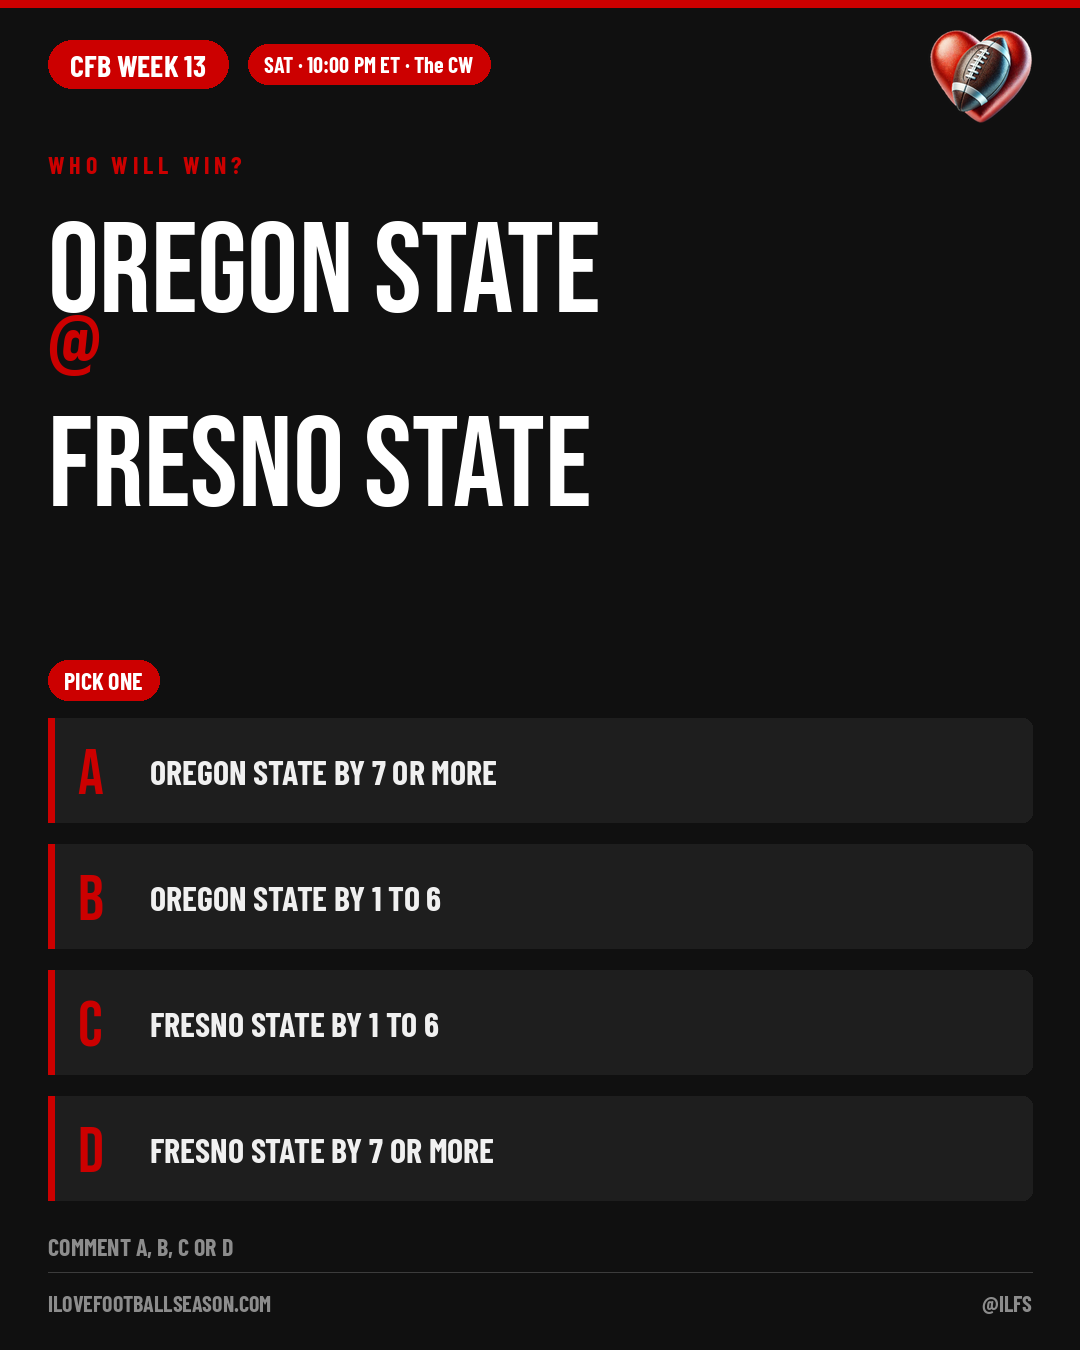 CFB WEEK 13
SAT · 10:00 PM ET · The CW
WHO WILL WIN?
OREGON STATE
@
FRESNO STATE
PICK ONE
A OREGON STATE BY 7 OR MORE
B OREGON STATE BY 1 TO 6
C FRESNO STATE BY 1 TO 6
D FRESNO STATE BY 7 OR MORE
COMMENT A, B, C OR D
ILOVEFOOTBALLSEASON.COM
@ILFS